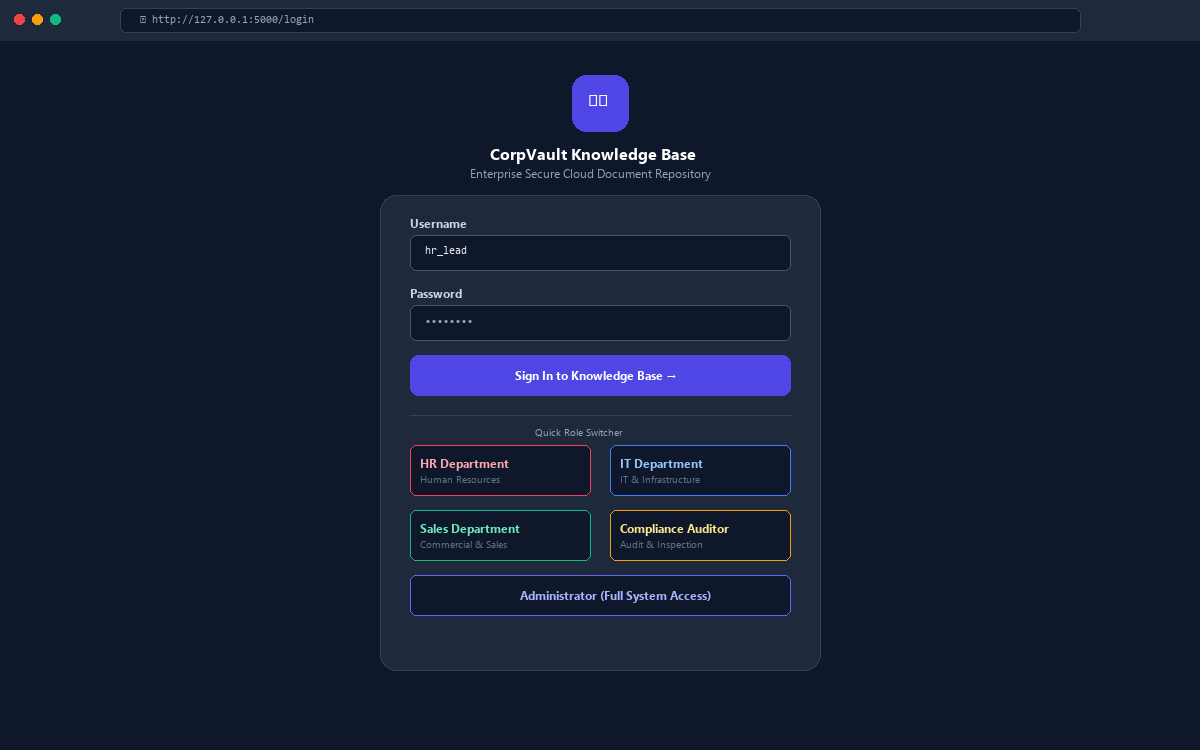 http://127.0.0.1:5000/login
CorpVault Knowledge Base
Enterprise Secure Cloud Document Repository
Username
hr_lead
Password
••••••••
Sign In to Knowledge Base →
Quick Role Switcher
HR Department
Human Resources
IT Department
IT & Infrastructure
Sales Department
Commercial & Sales
Compliance Auditor
Audit & Inspection
Administrator (Full System Access)